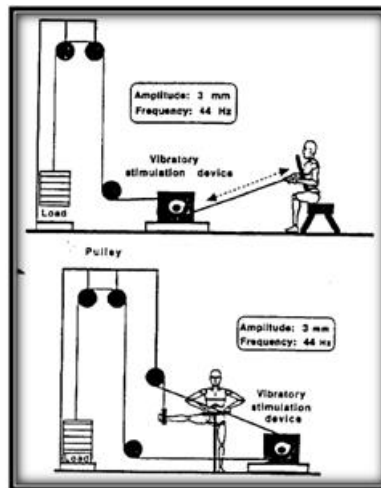 Amplitude: 3 mm
Frequency: 44 Hz
Vibratory
stimulation device
Load
Pulley
Amplitude: 3 mm
Frequency: 44 Hz
Vibratory
stimulation
device
Load